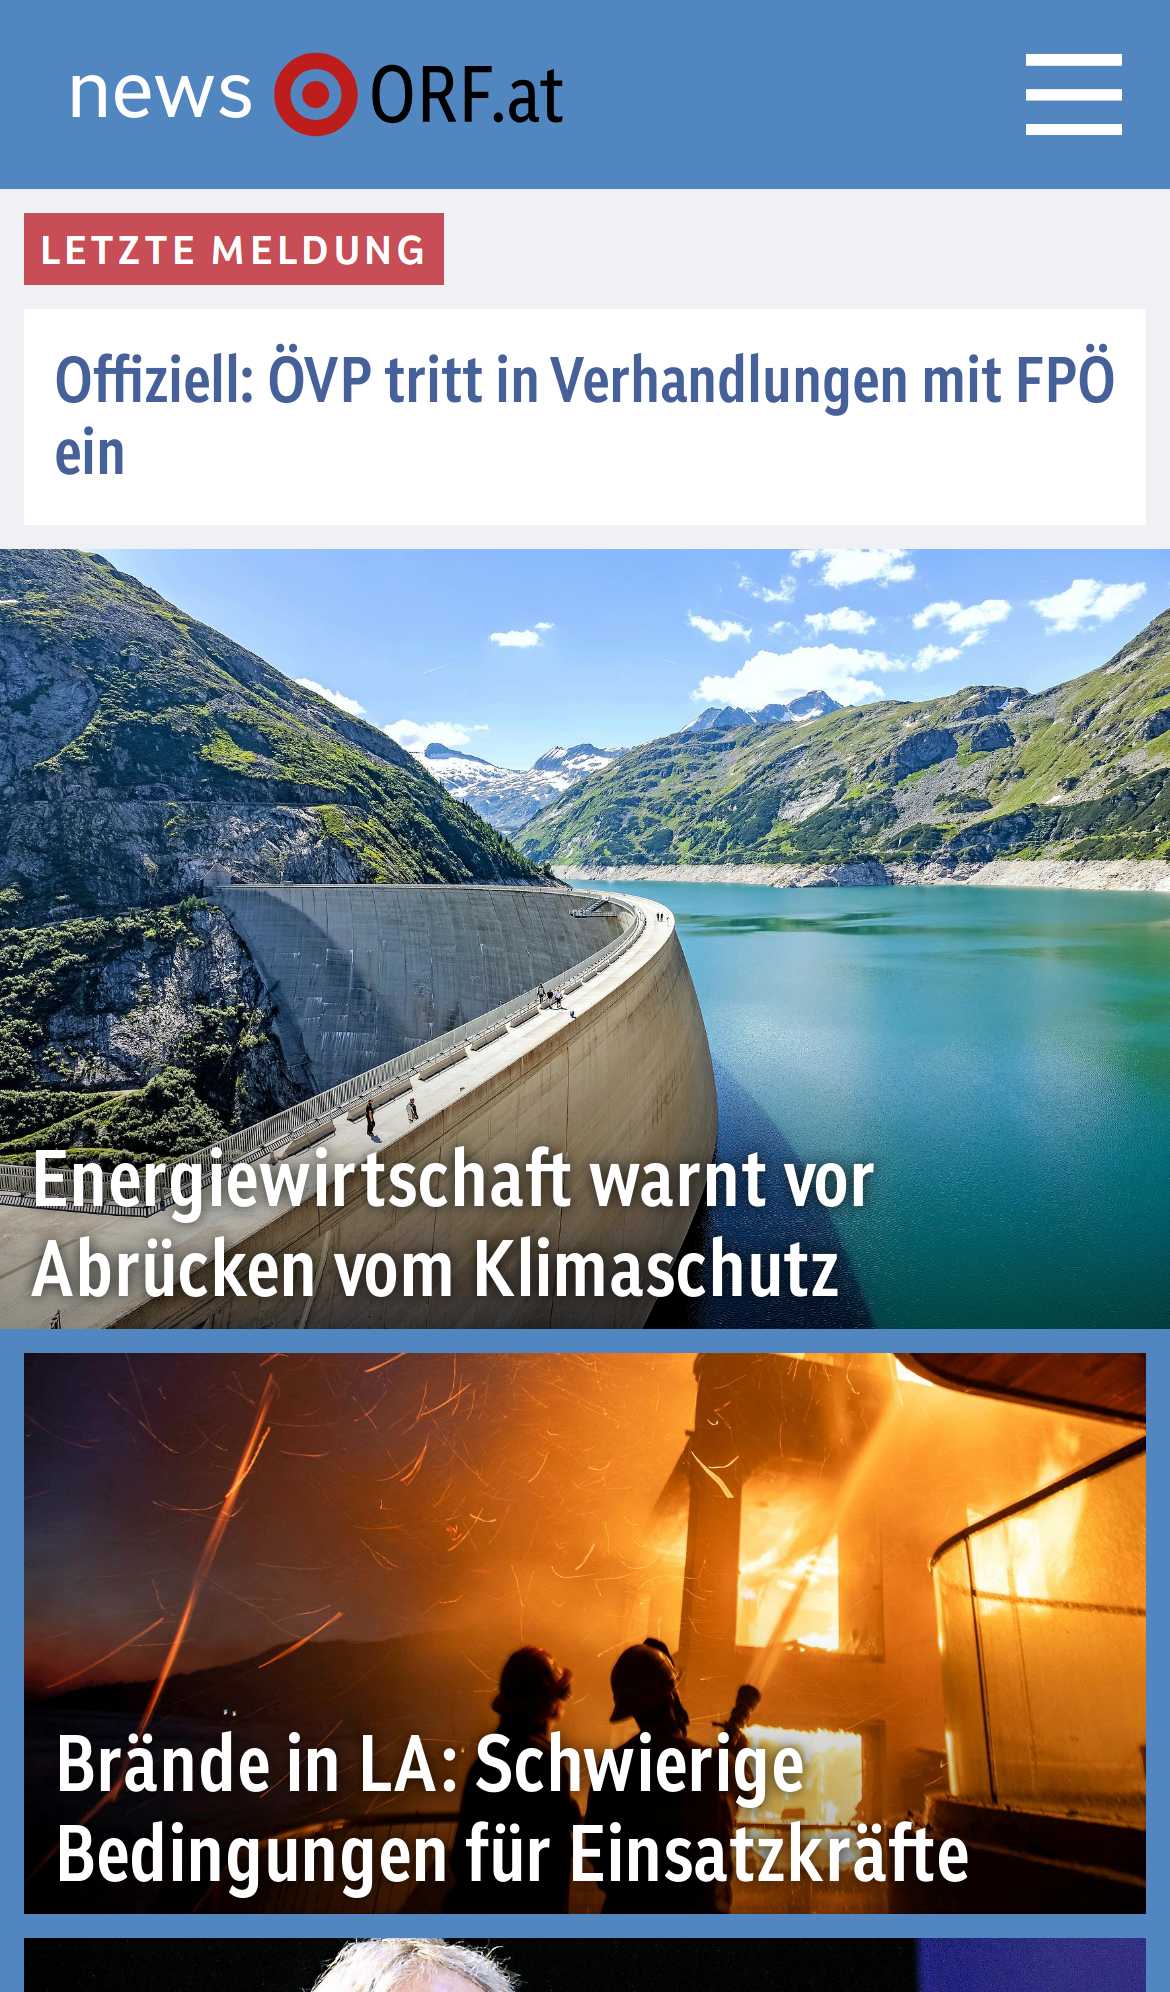 news ORF.at
LETZTE MELDUNG
Offiziell: ÖVP tritt in Verhandlungen mit FPÖ
ein
Energiewirtschaft warnt vor
Abrücken vom Klimaschutz
Brände in LA: Schwierige
Bedingungen für Einsatzkräfte